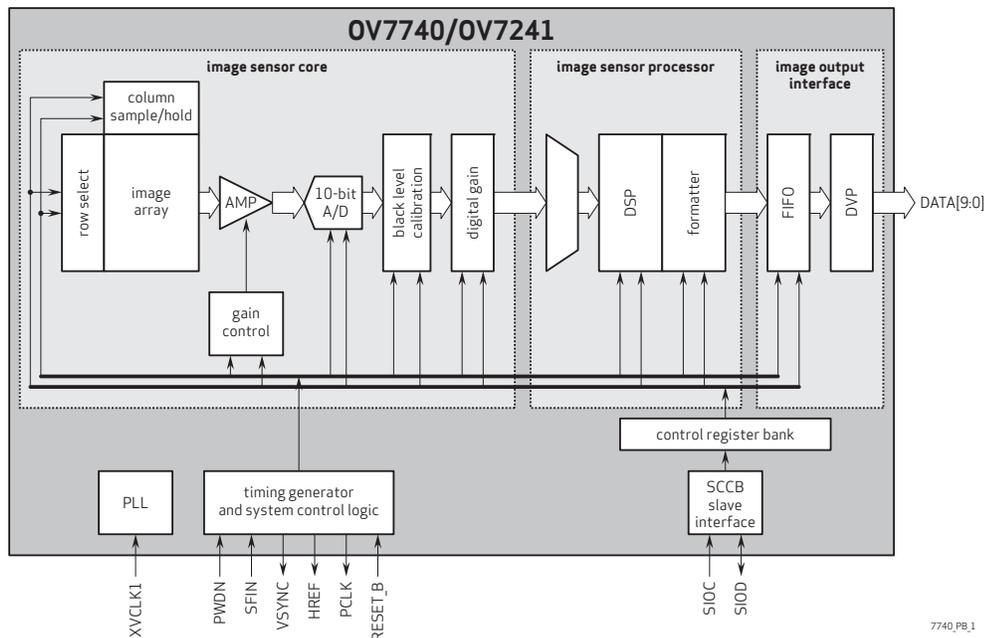 OV7740/OV7241
image sensor core
image sensor processor
image output
interface
column
sample/hold
row select
image
array
AMP
10-bit
A/D
black level
calibration
digital gain
DSP
formatter
FIFO
DVP
DATA[9:0]
gain
control
control register bank
PLL
timing generator
and system control logic
SCCB
slave
interface
XVCLK1
PWDN
SFIN
VSYNC
HREF
PCLK
RESET_B
SIOC
SIOD
7740_PB_1